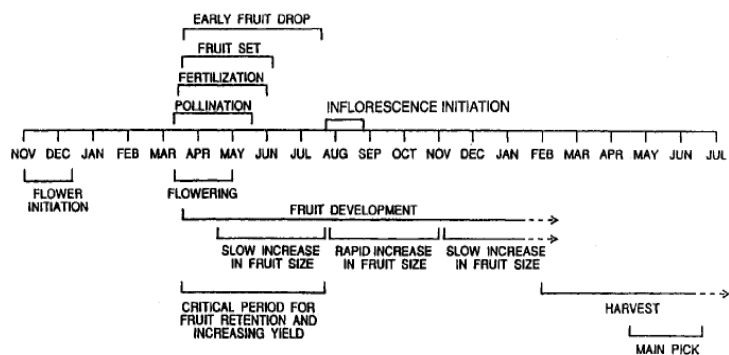 EARLY FRUIT DROP
FRUIT SET
FERTILIZATION
POLLINATION
INFLORESCENCE INITIATION
NOV DEC JAN FEB MAR APR MAY JUN JUL AUG SEP OCT NOV DEC JAN FEB MAR APR MAY JUN JUL
FLOWER
INITIATION
FLOWERING
FRUIT DEVELOPMENT
SLOW INCREASE
IN FRUIT SIZE
RAPID INCREASE
IN FRUIT SIZE
SLOW INCREASE
IN FRUIT SIZE
CRITICAL PERIOD FOR
FRUIT RETENTION AND
INCREASING YIELD
HARVEST
MAIN PICK